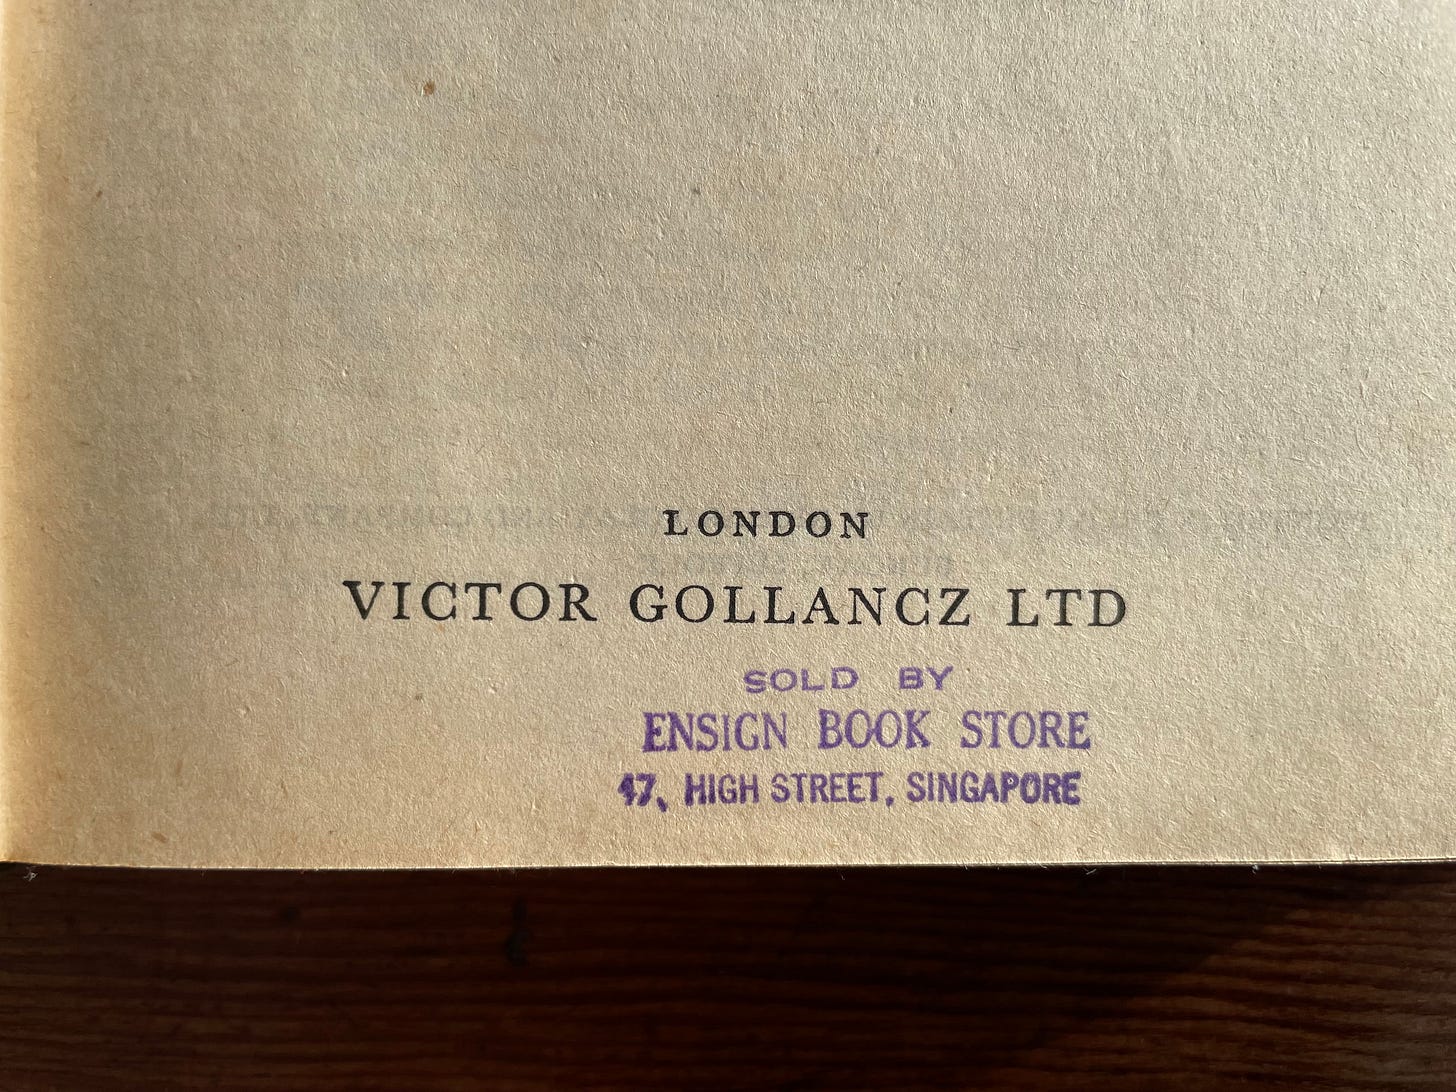 LONDON
VICTOR GOLLANCZ LTD
SOLD BY
ENSIGN BOOK STORE
47, HIGH STREET, SINGAPORE